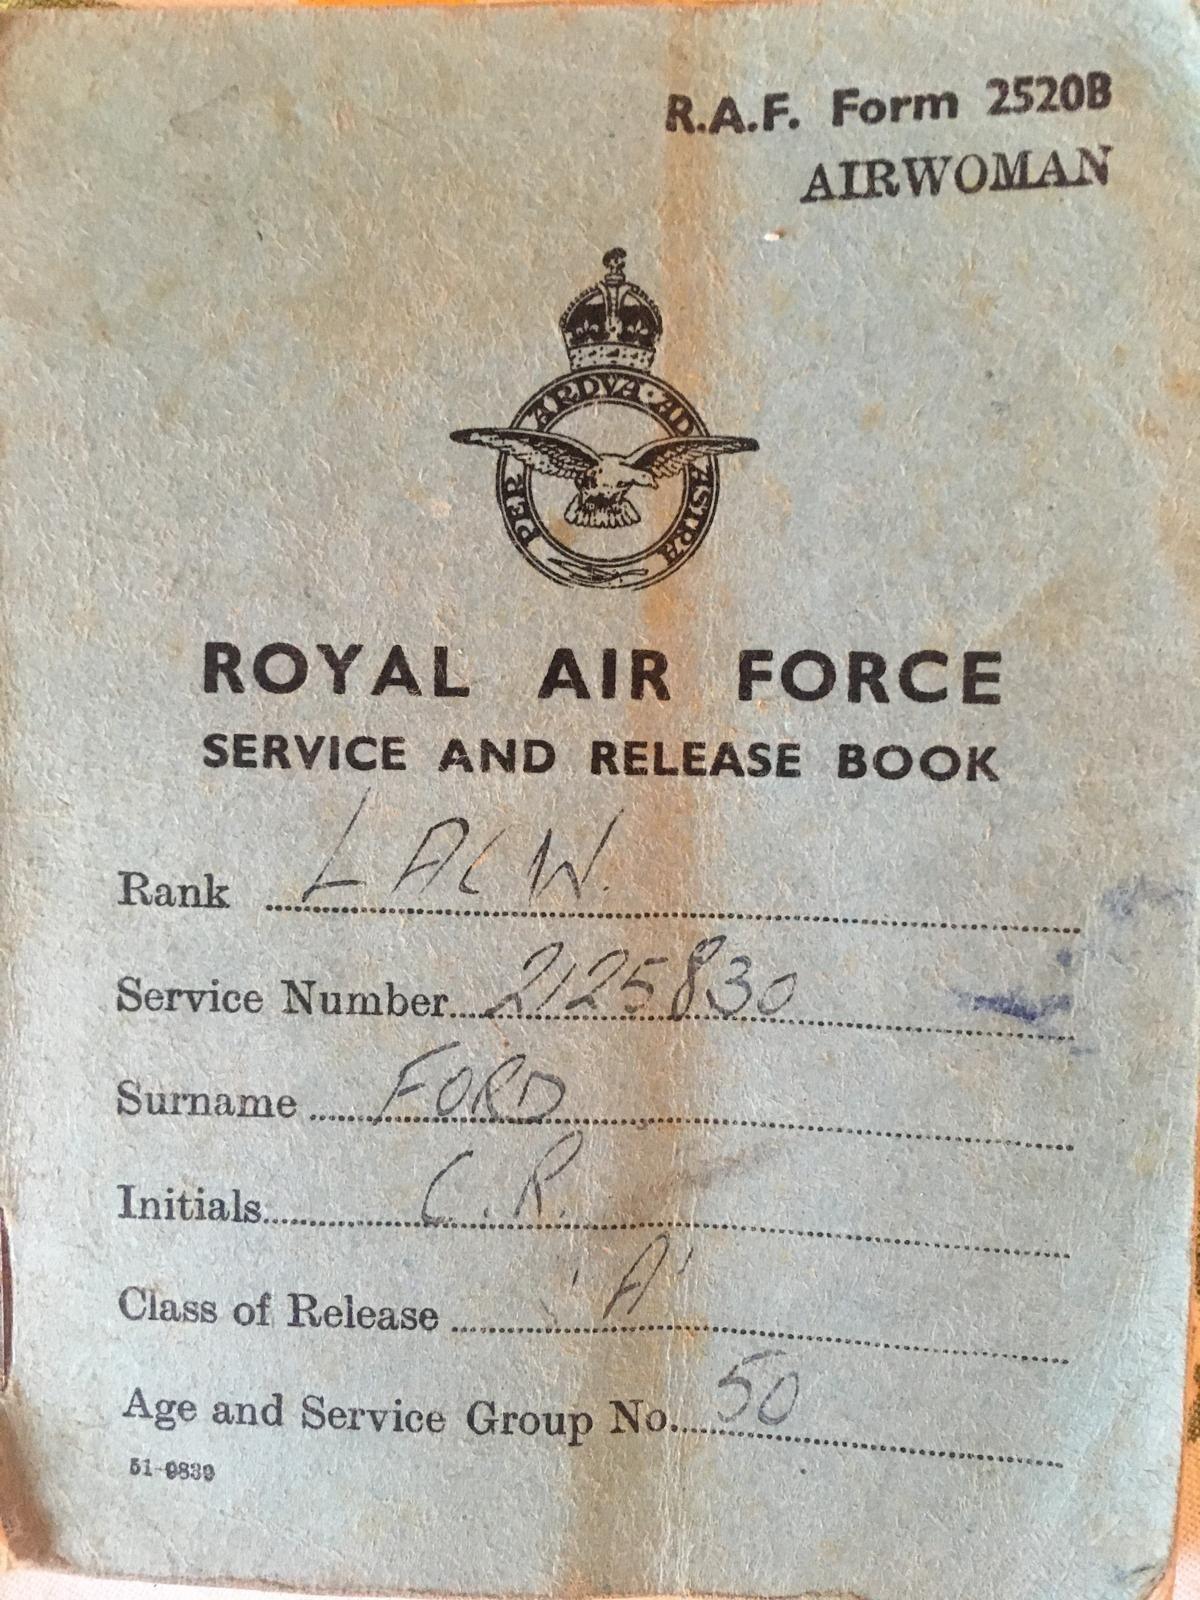 R.A.F. Form 2520B
AIRWOMAN
PER ARDVA · AD ASTRA
ROYAL AIR FORCE
SERVICE AND RELEASE BOOK
Rank LACW.
Service Number 2125830
Surname FORD
Initials C.R.
Class of Release 'A'
Age and Service Group No. 50
51-9839